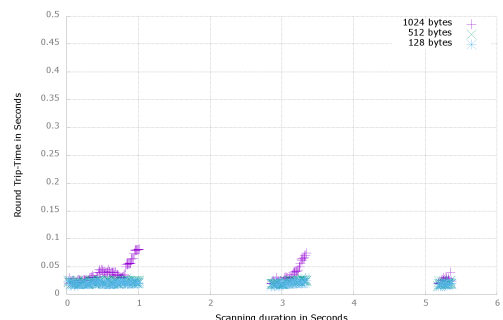 0.5
0.45
0.4
0.35
0.3
0.25
0.2
0.15
0.1
0.05
0
Round Trip-Time in Seconds
1024 bytes
512 bytes
128 bytes
0 1 2 3 4 5 6
Scanning duration in Seconds